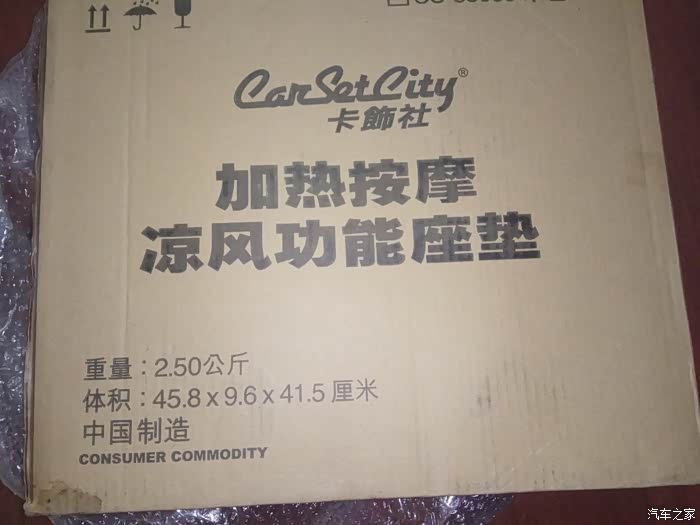 CarSetCity®
卡飾社
加热按摩
凉风功能座垫
重量：2.50公斤
体积：45.8 x 9.6 x 41.5 厘米
中国制造
CONSUMER COMMODITY
汽车之家